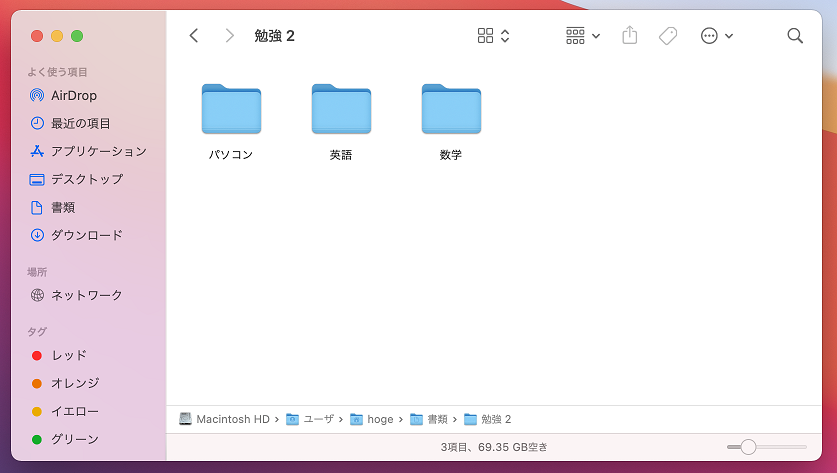 勉強 2
よく使う項目
AirDrop
最近の項目
アプリケーション
デスクトップ
書類
ダウンロード
場所
ネットワーク
タグ
レッド
オレンジ
イエロー
グリーン
パソコン
英語
数学
Macintosh HD › ユーザ › hoge › 書類 › 勉強 2
3項目、69.35 GB空き